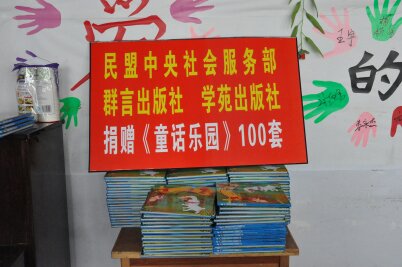 民盟中央社会服务部
群言出版社 学苑出版社
捐赠《童话乐园》100套
的